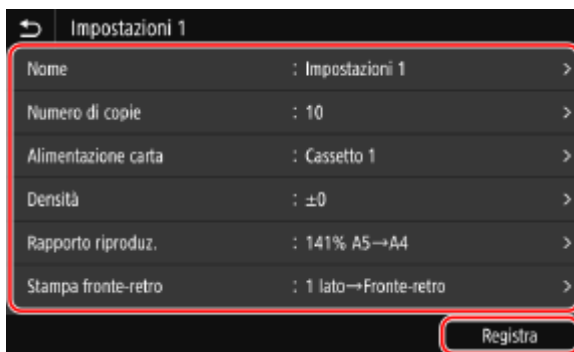 Impostazioni 1
Nome : Impostazioni 1 >
Numero di copie : 10 >
Alimentazione carta : Cassetto 1 >
Densità : ±0 >
Rapporto riproduz. : 141% A5→A4 >
Stampa fronte-retro : 1 lato→Fronte-retro >
Registra